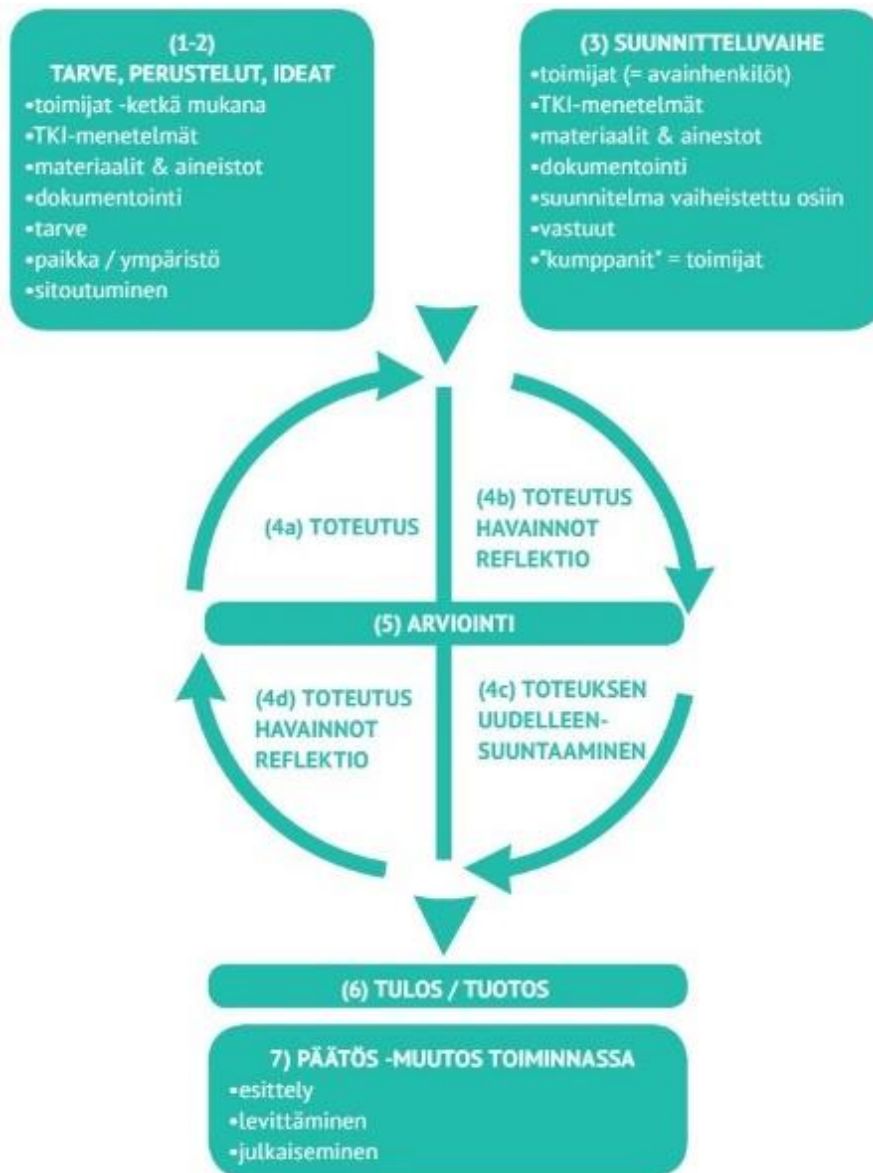 (1-2)
TARVE, PERUSTELUT, IDEAT
•toimijat -ketkä mukana
•TKI-menetelmät
•materiaalit & aineistot
•dokumentointi
•tarve
•paikka / ympäristö
•sitoutuminen
(3) SUUNNITTELUVAIHE
•toimijat (= avainhenkilöt)
•TKI-menetelmät
•materiaalit & ainestot
•dokumentointi
•suunnitelma vaiheistettu osiin
•vastuut
•"kumppanit" = toimijat
(4a) TOTEUTUS
(4b) TOTEUTUS
HAVAINNOT
REFLEKTIO
(5) ARVIOINTI
(4d) TOTEUTUS
HAVAINNOT
REFLEKTIO
(4c) TOTEUKSEN
UUDELLEEN-
SUUNTAAMINEN
(6) TULOS / TUOTOS
7) PÄÄTÖS -MUUTOS TOIMINNASSA
•esittely
•levittäminen
•julkaiseminen